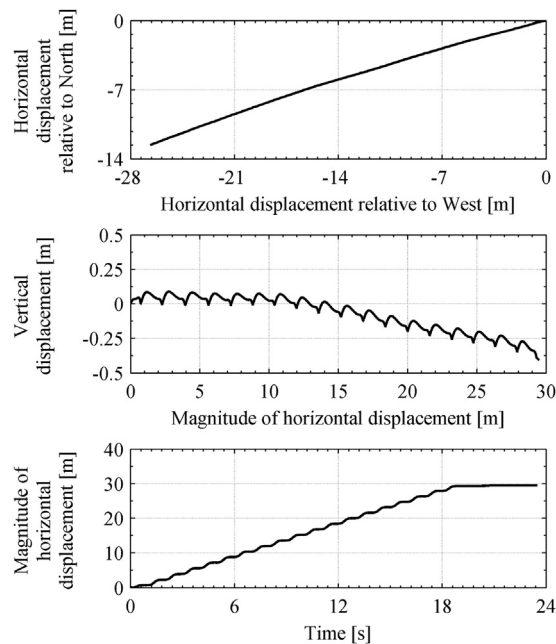 Horizontal
displacement
relative to North [m]
0
-7
-14
-28
-21
-14
-7
0
Horizontal displacement relative to West [m]
Vertical
displacement [m]
0.5
0.25
0
-0.25
-0.5
0
5
10
15
20
25
30
Magnitude of horizontal displacement [m]
Magnitude of
horizontal
displacement [m]
40
30
20
10
0
0
6
12
18
24
Time [s]